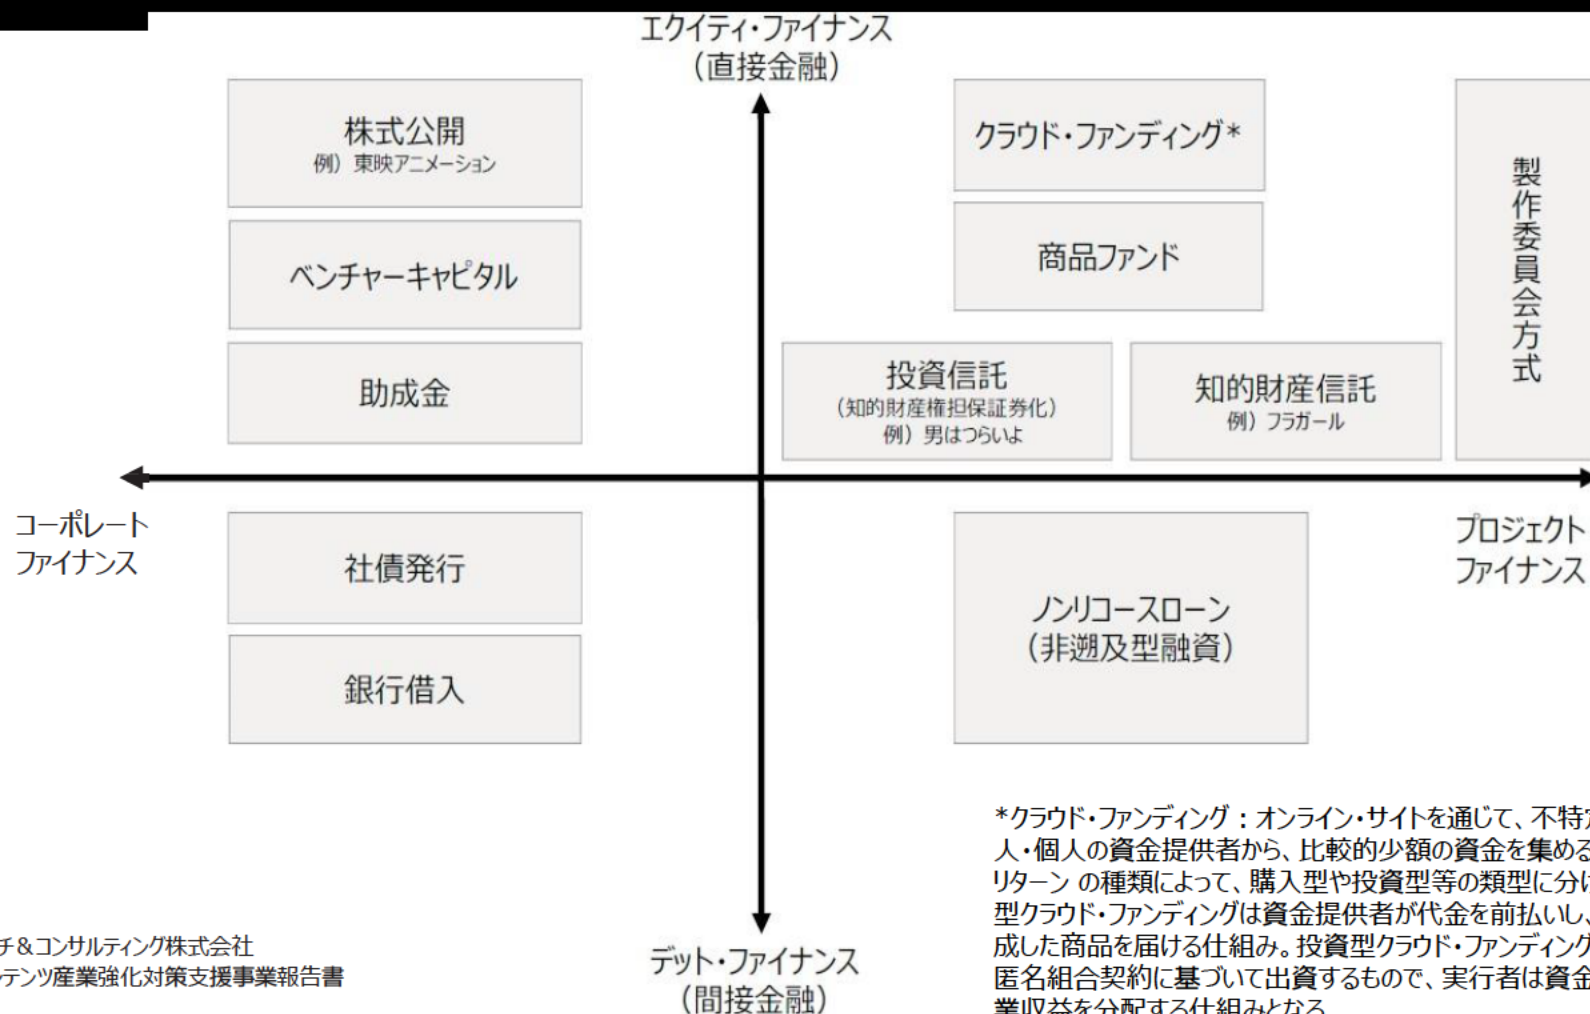 エクイティ・ファイナンス
（直接金融）
株式公開
例）東映アニメーション
ベンチャーキャピタル
助成金
クラウド・ファンディング*
商品ファンド
投資信託
（知的財産権担保証券化）
例）男はつらいよ
知的財産信託
例）フラガール
製作委員会方式
コーポレート
ファイナンス
プロジェクト
ファイナンス
社債発行
銀行借入
ノンリコースローン
（非遡及型融資）
デット・ファイナンス
（間接金融）
*クラウド・ファンディング：オンライン・サイトを通じて、不特
人・個人の資金提供者から、比較的少額の資金を集める
リターン の種類によって、購入型や投資型等の類型に分
型クラウド・ファンディングは資金提供者が代金を前払いし、
成した商品を届ける仕組み。投資型クラウド・ファンディング
匿名組合契約に基づいて出資するもので、実行者は資金
業収益を分配する仕組みとなる
チ＆コンサルティング株式会社
テンツ産業強化対策支援事業報告書